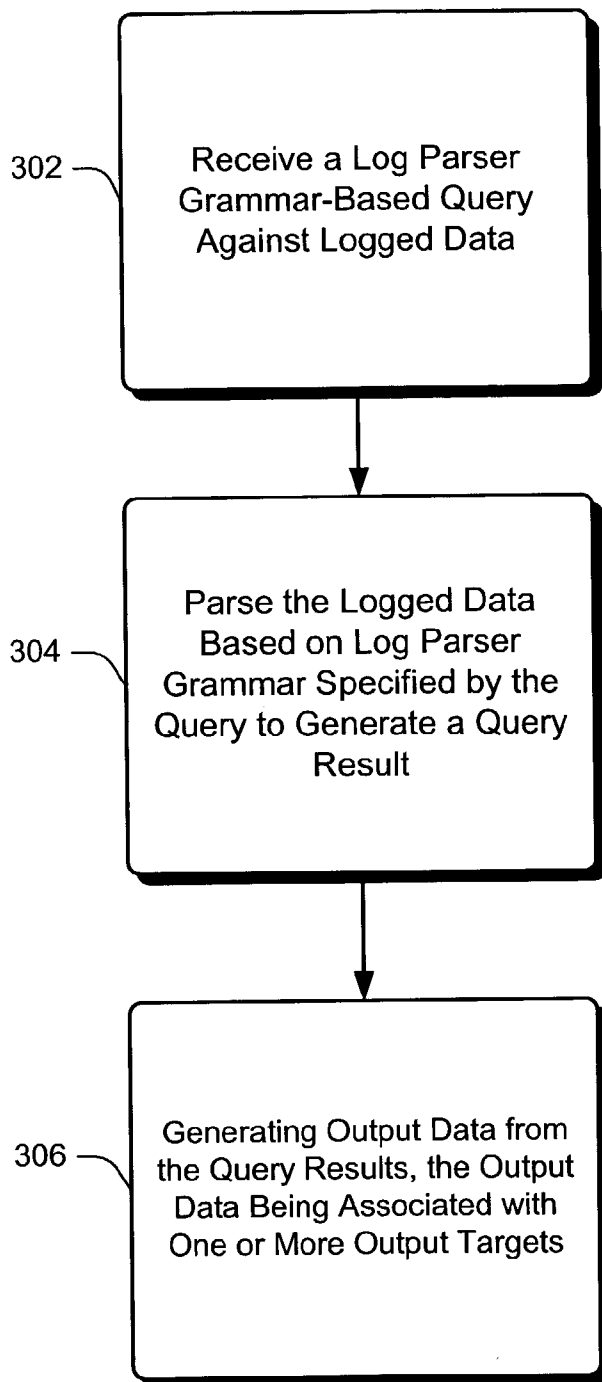 302
Receive a Log Parser
Grammar-Based Query
Against Logged Data
304
Parse the Logged Data
Based on Log Parser
Grammar Specified by the
Query to Generate a Query
Result
306
Generating Output Data from
the Query Results, the Output
Data Being Associated with
One or More Output Targets